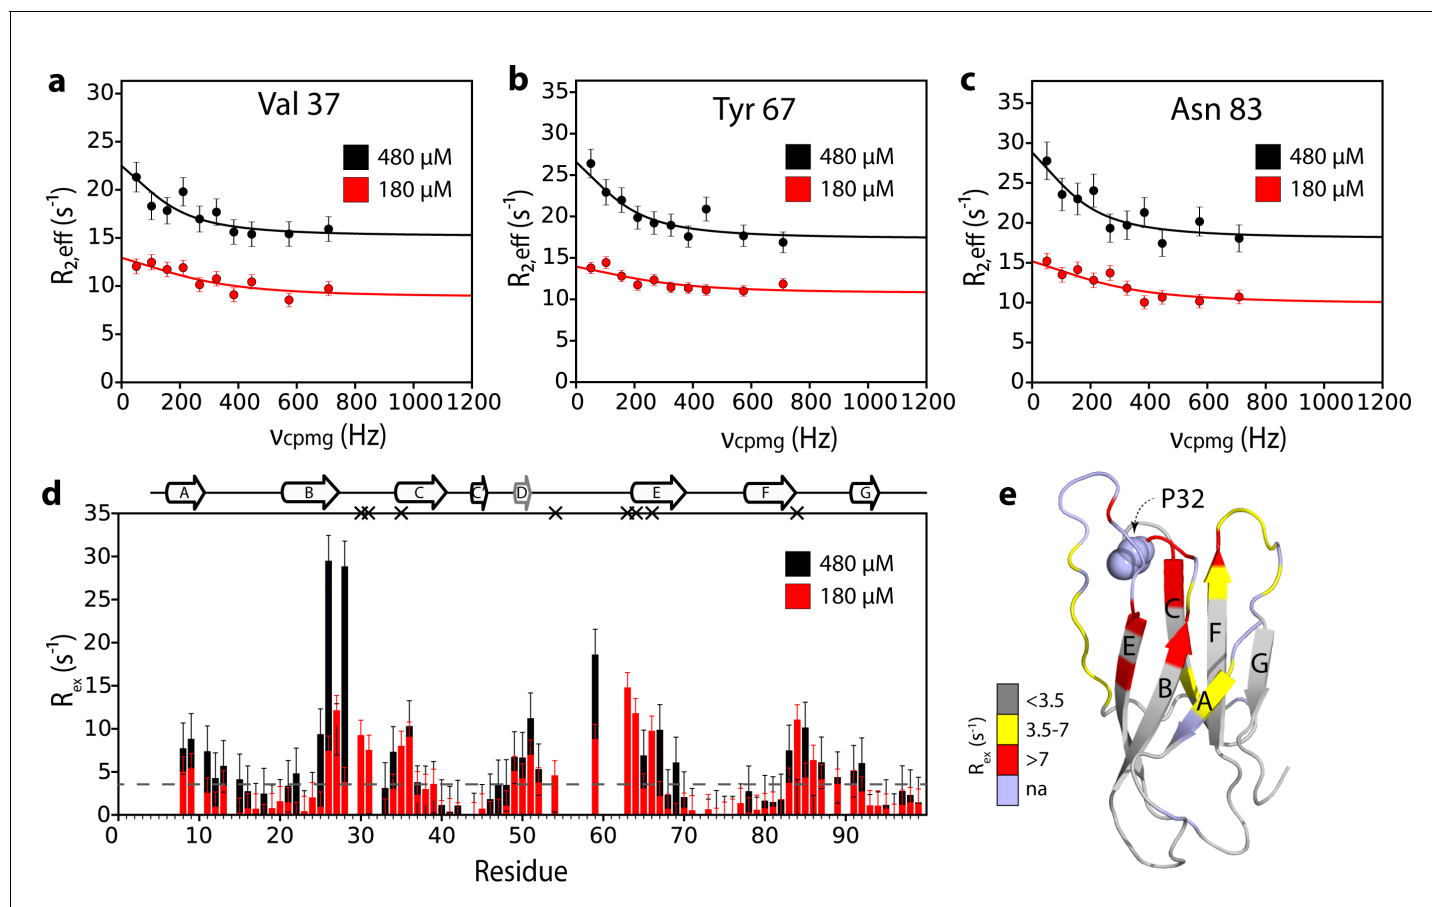 a
Val 37
30
25
20
15
10
5
0
R2,eff (s-1)
480 μM
180 μM
0 200 400 600 800 1000 1200
νcpmg (Hz)
b
Tyr 67
35
30
25
20
15
10
5
0
R2,eff (s-1)
480 μM
180 μM
0 200 400 600 800 1000 1200
νcpmg (Hz)
c
Asn 83
35
30
25
20
15
10
5
0
R2,eff (s-1)
480 μM
180 μM
0 200 400 600 800 1000 1200
νcpmg (Hz)
d
A B C C' D E F G
35
30
25
20
15
10
5
0
Rex (s-1)
480 μM
180 μM
0 10 20 30 40 50 60 70 80 90
Residue
e
P32
C
E
F
G
B
A
Rex (s-1)
<3.5
3.5-7
>7
na